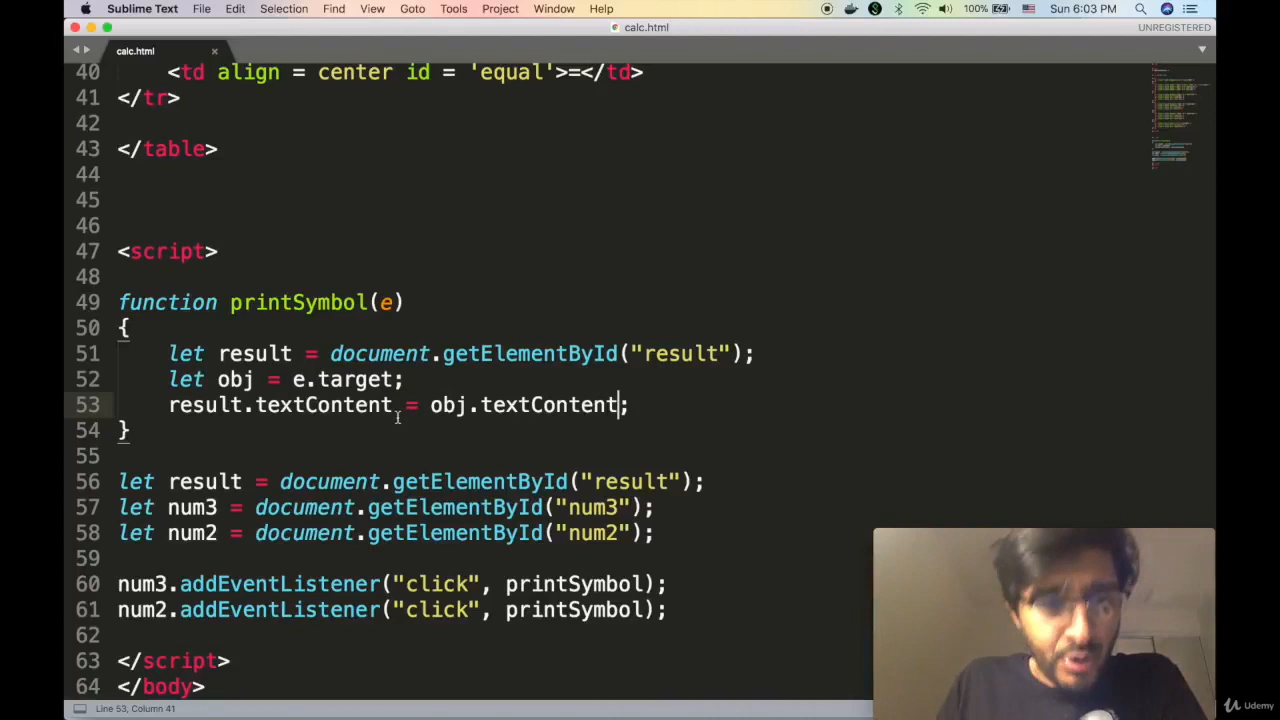 Sublime Text File Edit Selection Find View Goto Tools Project Window Help 100% Sun 6:03 PM
calc.html UNREGISTERED
calc.html
40 <td align = center id = 'equal'>=</td>
41 </tr>
42
43 </table>
44
45
46
47 <script>
48
49 function printSymbol(e)
50 {
51 let result = document.getElementById("result");
52 let obj = e.target;
53 result.textContent = obj.textContent;
54 }
55
56 let result = document.getElementById("result");
57 let num3 = document.getElementById("num3");
58 let num2 = document.getElementById("num2");
59
60 num3.addEventListener("click", printSymbol);
61 num2.addEventListener("click", printSymbol);
62
63 </script>
64 </body>
Line 53, Column 41
Udemy